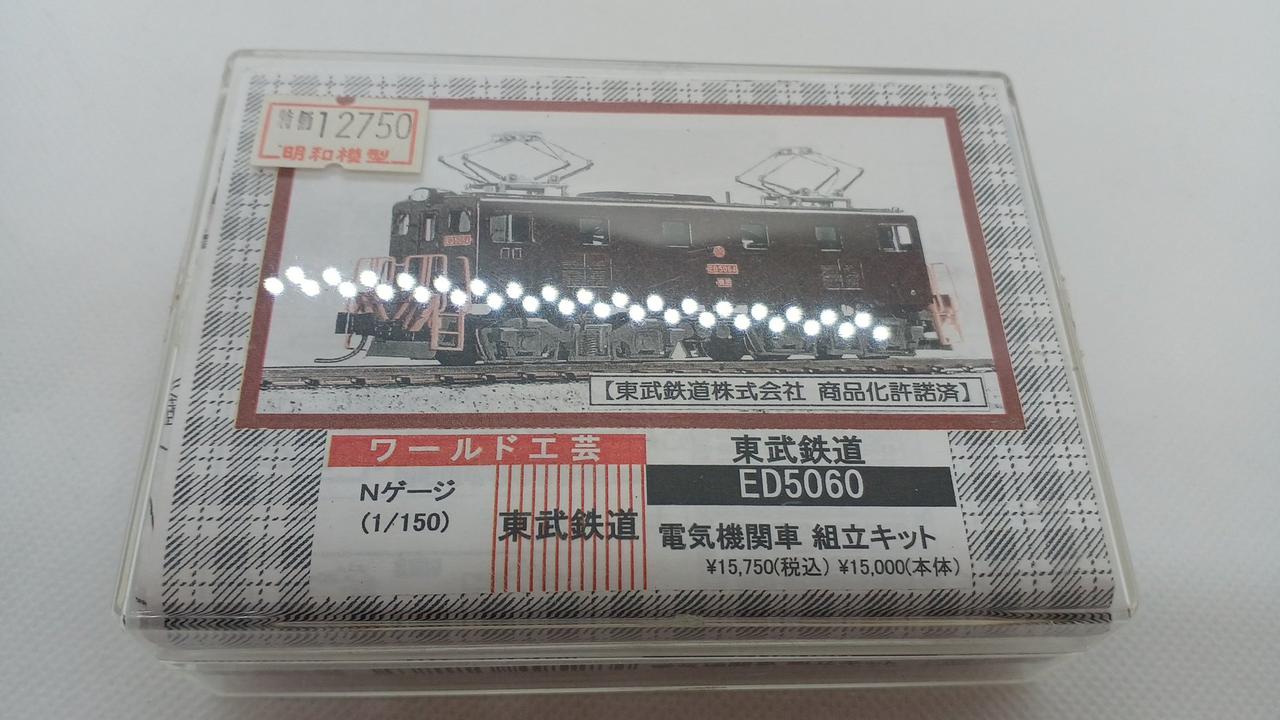 特価12750
明和模型
ED5064
【東武鉄道株式会社 商品化許諾済】
ワールド工芸
Nゲージ
(1/150)
東武鉄道
東武鉄道
ED5060
電気機関車 組立キット
¥15,750(税込) ¥15,000(本体)